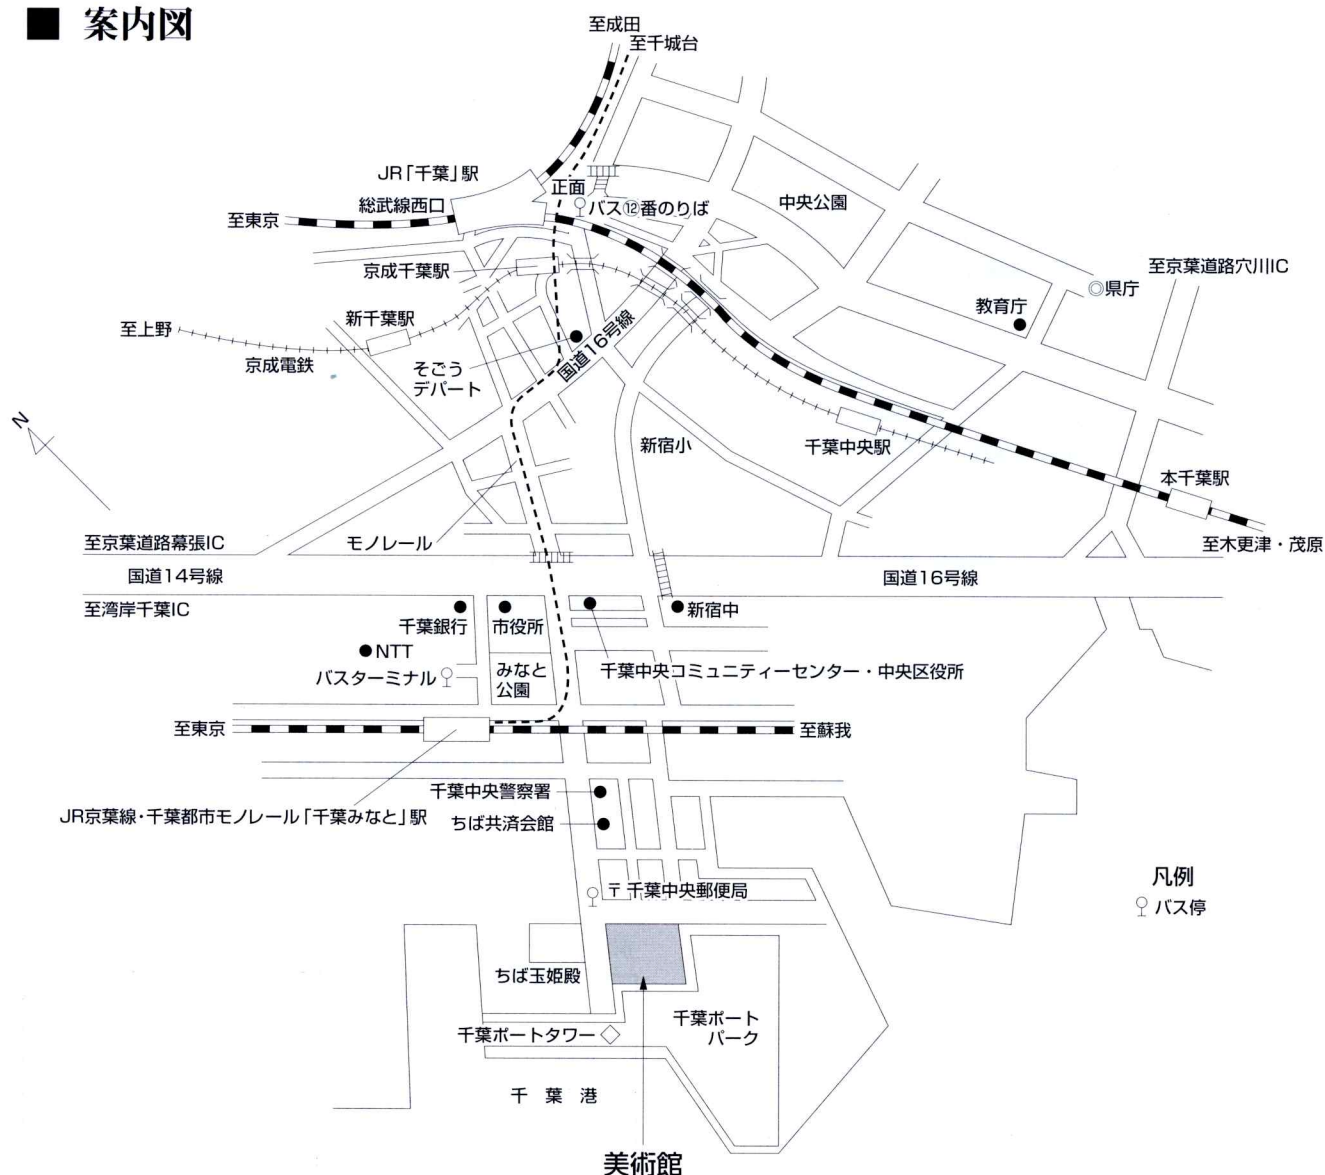 ■ 案内図
至成田
至千城台
JR「千葉」駅
正面
総武線西口
バス⑫番のりば
中央公園
至東京
京成千葉駅
至京葉道路穴川IC
◎県庁
教育庁
新千葉駅
至上野
国道16号線
京成電鉄
そごう
デパート
N
新宿小
千葉中央駅
本千葉駅
至京葉道路幕張IC
モノレール
至木更津・茂原
国道14号線
国道16号線
至湾岸千葉IC
千葉銀行
市役所
新宿中
NTT
バスターミナル
みなと
公園
千葉中央コミュニティーセンター・中央区役所
至東京
至蘇我
千葉中央警察署
JR京葉線・千葉都市モノレール「千葉みなと」駅
ちば共済会館
凡例
〒千葉中央郵便局
バス停
ちば玉姫殿
千葉ポートタワー
千葉ポート
パーク
千葉港
美術館